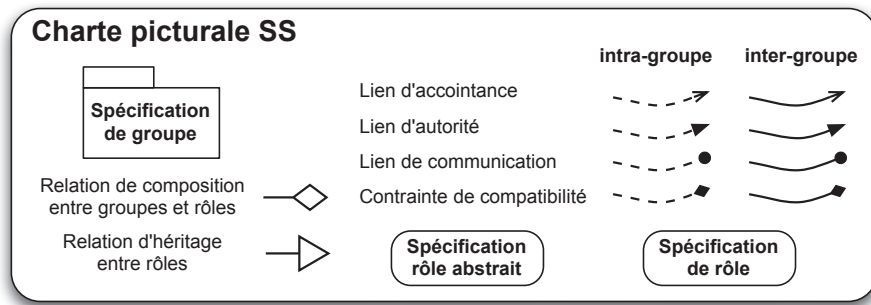 Charte picturale SS
intra-groupe inter-groupe
Spécification
de groupe
Lien d'accointance
Lien d'autorité
Lien de communication
Contrainte de compatibilité
Relation de composition
entre groupes et rôles
Relation d'héritage
entre rôles
Spécification
rôle abstrait
Spécification
de rôle